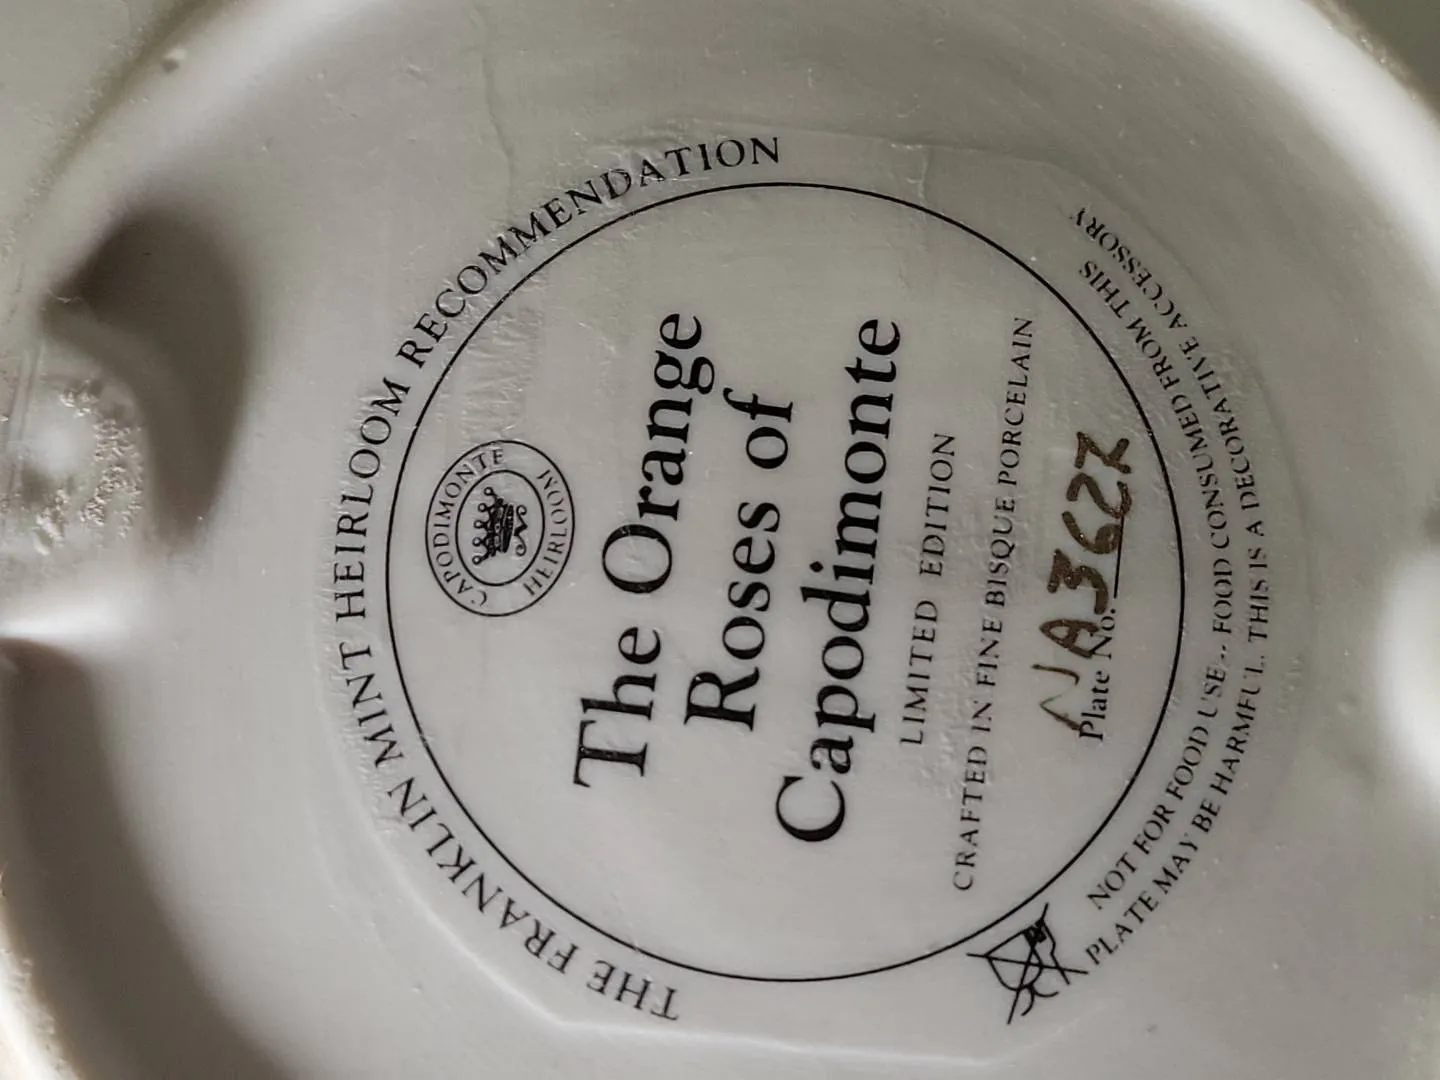 THE FRANKLIN MINT HEIRLOOM RECOMMENDATION
CAPODIMONTE
HEIRLOOM
The Orange
Roses of
Capodimonte
LIMITED EDITION
CRAFTED IN FINE BISQUE PORCELAIN
Plate No. NA3627
NOT FOR FOOD USE -- FOOD CONSUMED FROM THIS
PLATE MAY BE HARMFUL. THIS IS A DECORATIVE ACCESSORY